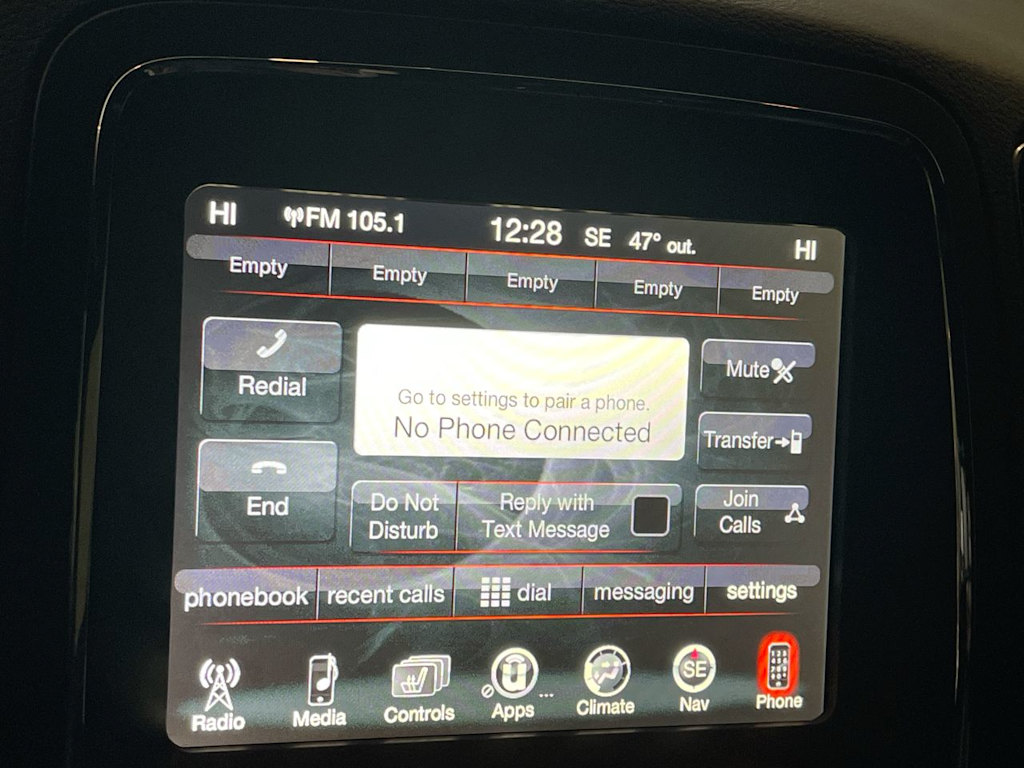 HI FM 105.1 12:28 SE 47° out. HI
Empty Empty Empty Empty Empty
Redial
Go to settings to pair a phone.
No Phone Connected
Mute
Transfer
End
Do Not
Disturb
Reply with
Text Message
Join
Calls
phonebook recent calls dial messaging settings
SE
Radio Media Controls Apps ... Climate Nav Phone